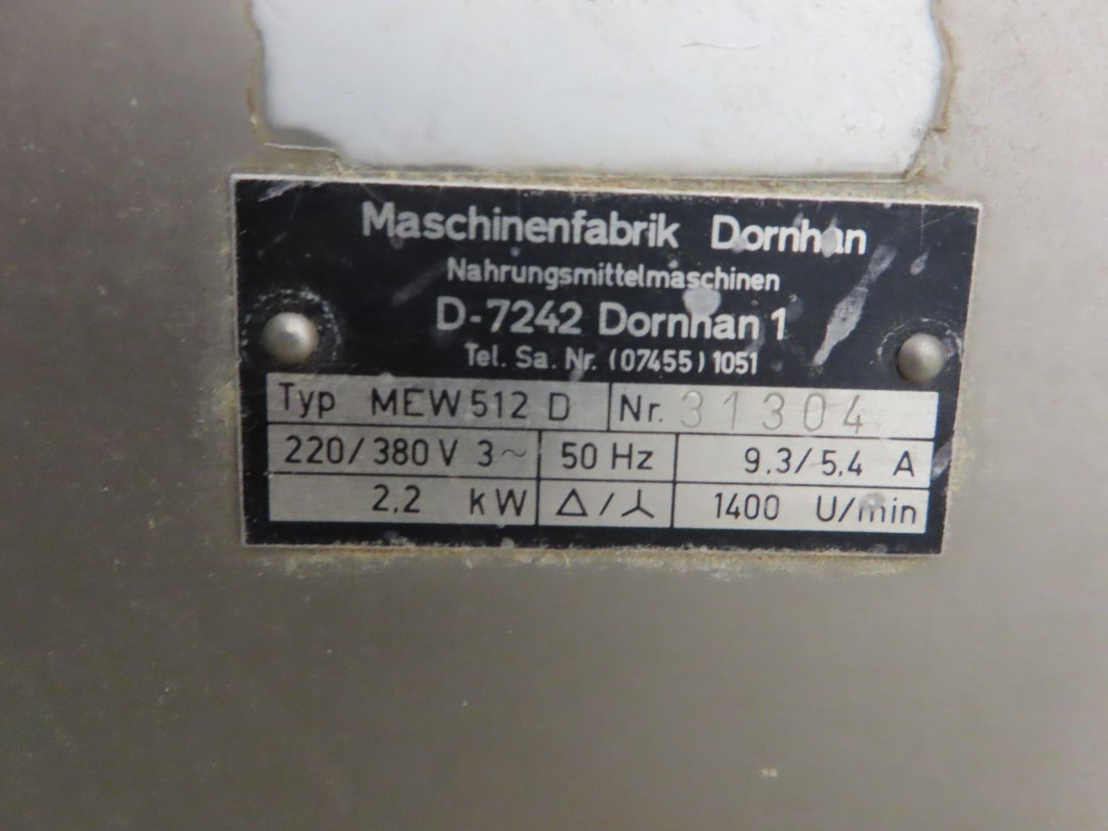 Maschinenfabrik Dornhan
Nahrungsmittelmaschinen
D-7242 Dornhan 1
Tel. Sa. Nr. (07455) 1051
Typ MEW 512 D Nr. 31304
220/380 V 3~ 50 Hz 9,3/5,4 A
2,2 kW Δ/⅄ 1400 U/min